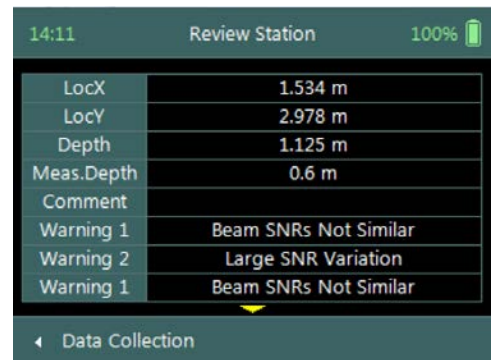 14:11 Review Station 100%
LocX 1.534 m
LocY 2.978 m
Depth 1.125 m
Meas.Depth 0.6 m
Comment
Warning 1 Beam SNRs Not Similar
Warning 2 Large SNR Variation
Warning 1 Beam SNRs Not Similar
Data Collection